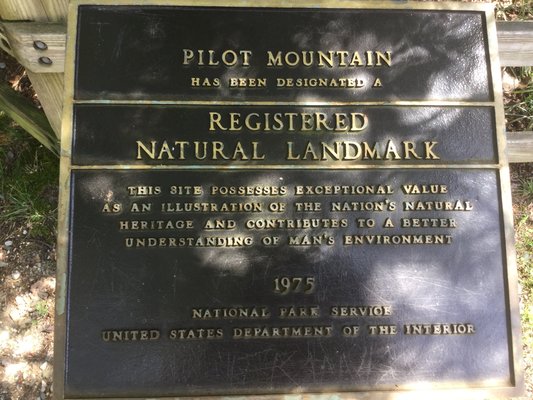 PILOT MOUNTAIN
HAS BEEN DESIGNATED A
REGISTERED
NATURAL LANDMARK
THIS SITE POSSESSES EXCEPTIONAL VALUE
AS AN ILLUSTRATION OF THE NATION'S NATURAL
HERITAGE AND CONTRIBUTES TO A BETTER
UNDERSTANDING OF MAN'S ENVIRONMENT
1975
NATIONAL PARK SERVICE
UNITED STATES DEPARTMENT OF THE INTERIOR